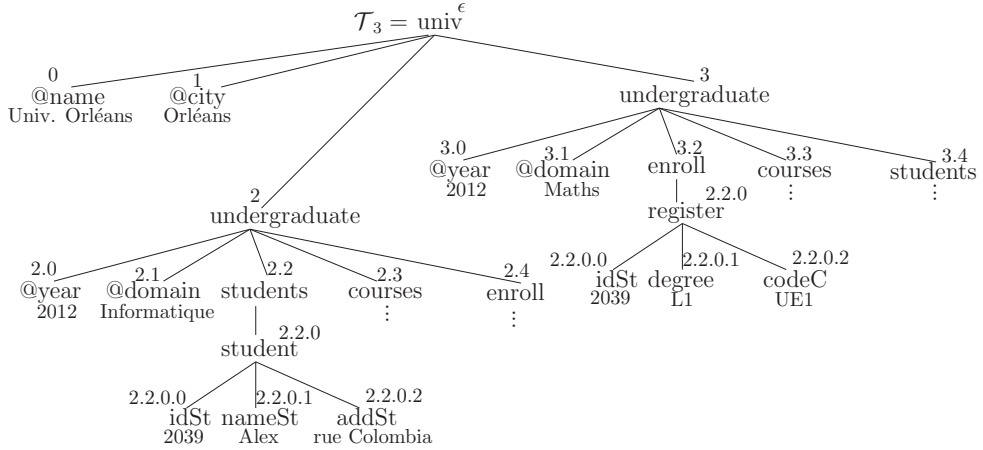 𝒯₃ = univ ϵ
0 1 3
@name @city undergraduate
Univ. Orléans Orléans
3.0 3.1 3.2 3.3 3.4
@year @domain enroll courses students
2012 Maths ⋮ ⋮
2.2.0
register
2
undergraduate
2.2.0.0 2.2.0.1 2.2.0.2
idSt degree codeC
2039 L1 UE1
2.0 2.1 2.2 2.3 2.4
@year @domain students courses enroll
2012 Informatique ⋮ ⋮
2.2.0
student
2.2.0.0 2.2.0.1 2.2.0.2
idSt nameSt addSt
2039 Alex rue Colombia